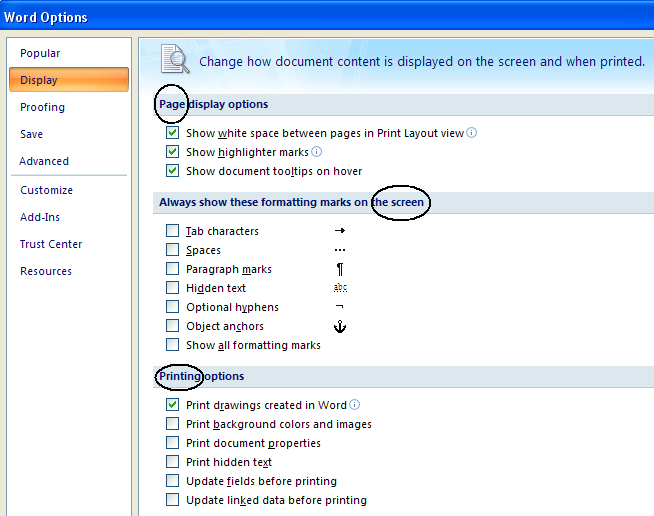 Word Options
Popular
Display
Proofing
Save
Advanced
Customize
Add-Ins
Trust Center
Resources
Change how document content is displayed on the screen and when printed.
Page display options
Show white space between pages in Print Layout view
Show highlighter marks
Show document tooltips on hover
Always show these formatting marks on the screen
Tab characters →
Spaces ···
Paragraph marks ¶
Hidden text abc
Optional hyphens ¬
Object anchors
Show all formatting marks
Printing options
Print drawings created in Word
Print background colors and images
Print document properties
Print hidden text
Update fields before printing
Update linked data before printing